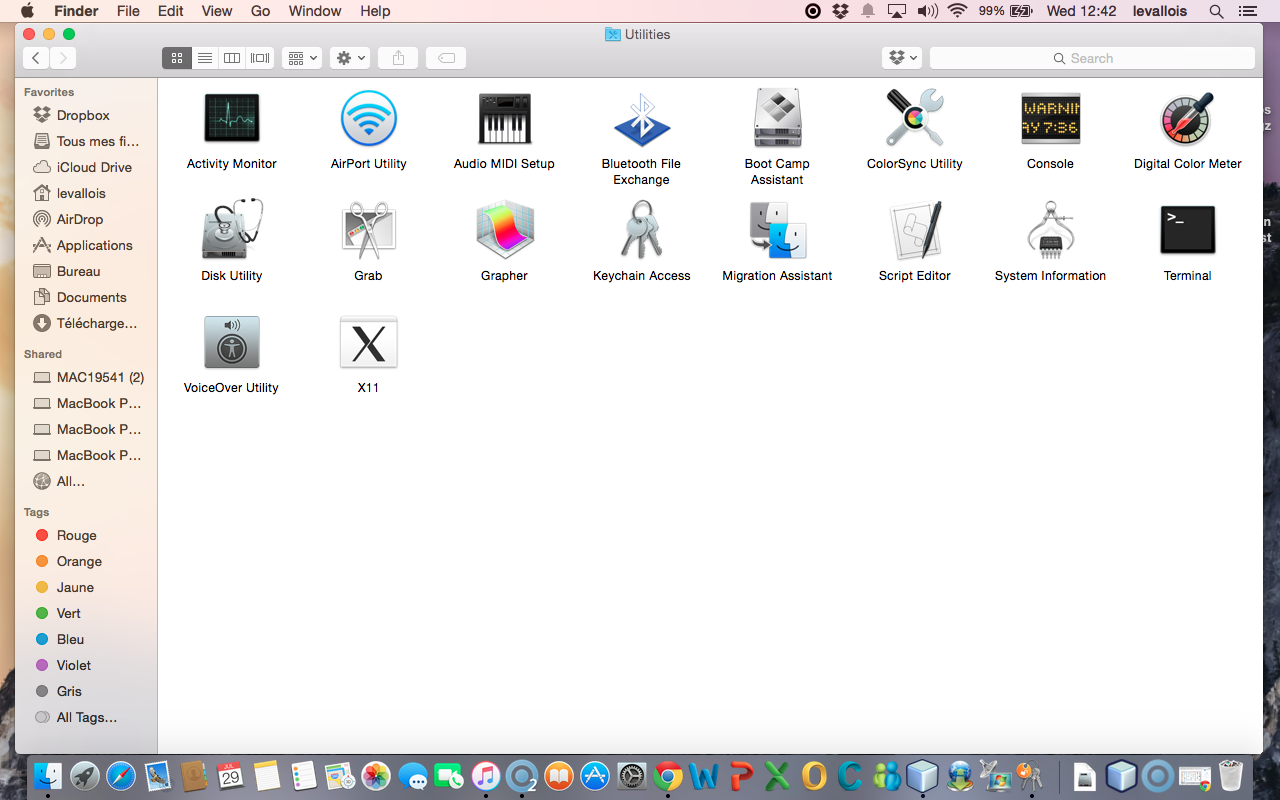 Finder File Edit View Go Window Help 99% Wed 12:42 levallois
Utilities
Search
Favorites
Dropbox
Tous mes fi...
iCloud Drive
levallois
AirDrop
Applications
Bureau
Documents
Télécharge...
Shared
MAC19541 (2)
MacBook P...
MacBook P...
MacBook P...
All...
Tags
Rouge
Orange
Jaune
Vert
Bleu
Violet
Gris
All Tags...
Activity Monitor
AirPort Utility
Audio MIDI Setup
Bluetooth File
Exchange
Boot Camp
Assistant
ColorSync Utility
WARNIN
AY 7:36
Console
Digital Color Meter
Disk Utility
Grab
Grapher
Keychain Access
Migration Assistant
Script Editor
System Information
>_
Terminal
VoiceOver Utility
X
X11
JUL
29
2
W P X O C